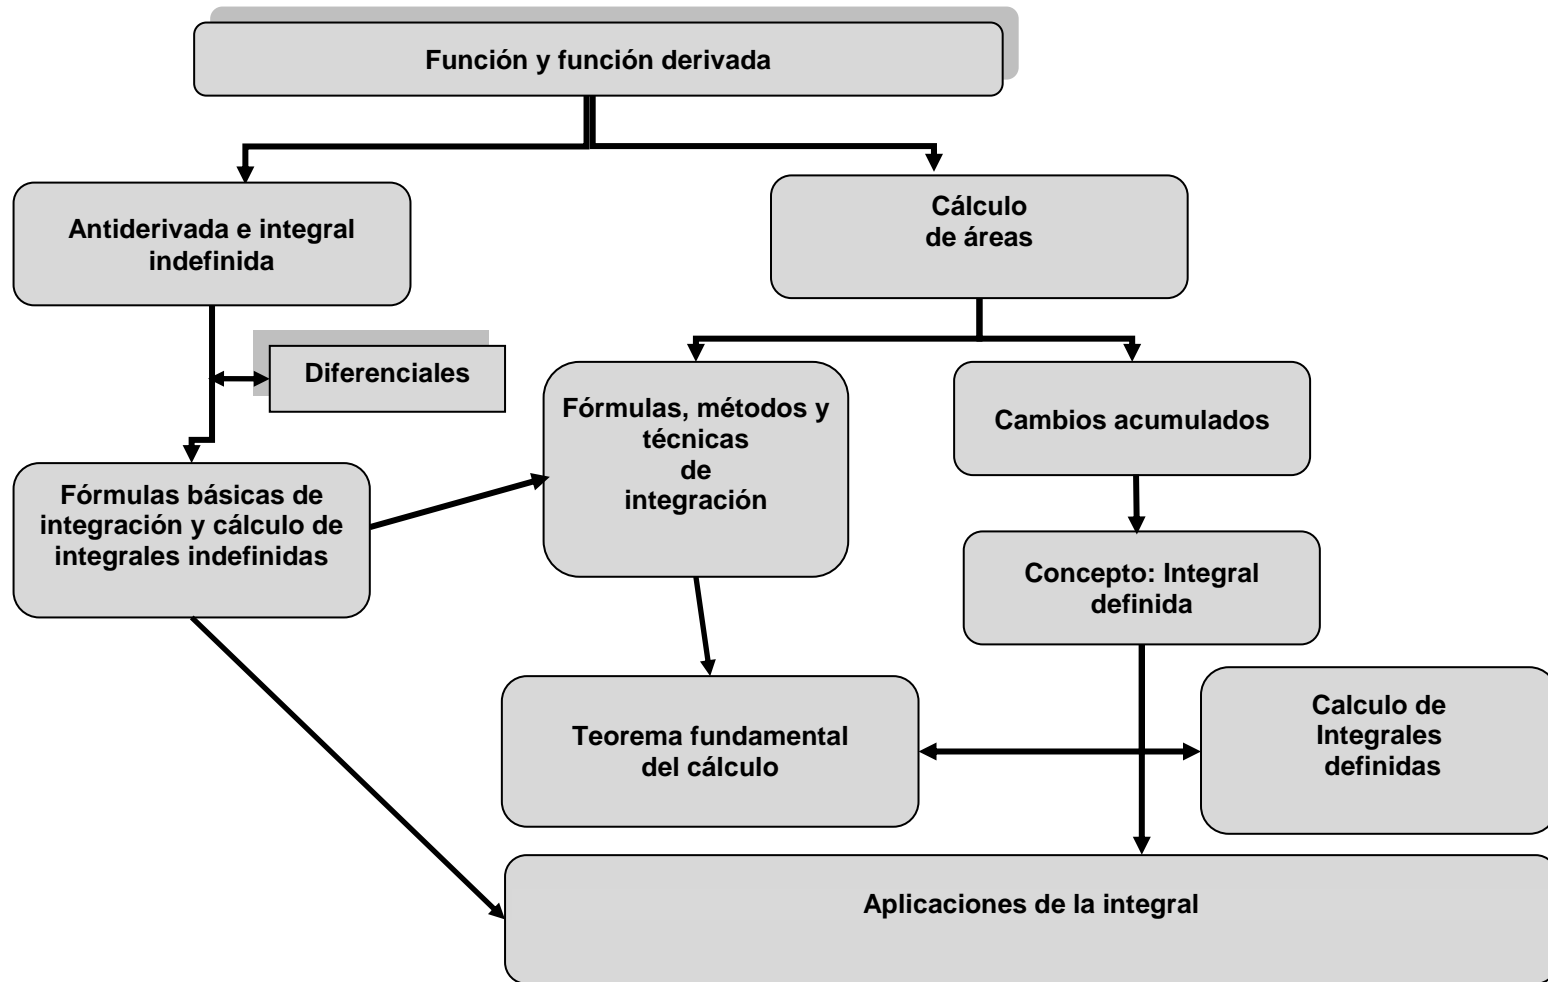 Función y función derivada
Antiderivada e integral
indefinida
Cálculo
de áreas
Diferenciales
Fórmulas, métodos y
técnicas
de
integración
Cambios acumulados
Fórmulas básicas de
integración y cálculo de
integrales indefinidas
Concepto: Integral
definida
Teorema fundamental
del cálculo
Calculo de
Integrales
definidas
Aplicaciones de la integral